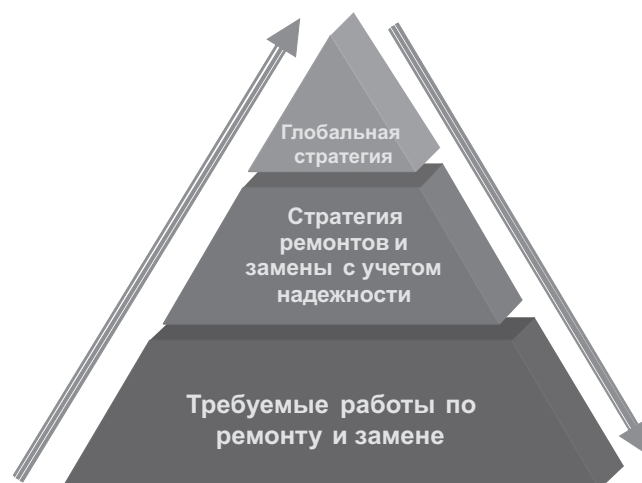 Глобальная
стратегия
Стратегия
ремонтов и
замены с учетом
надежности
Требуемые работы по
ремонту и замене